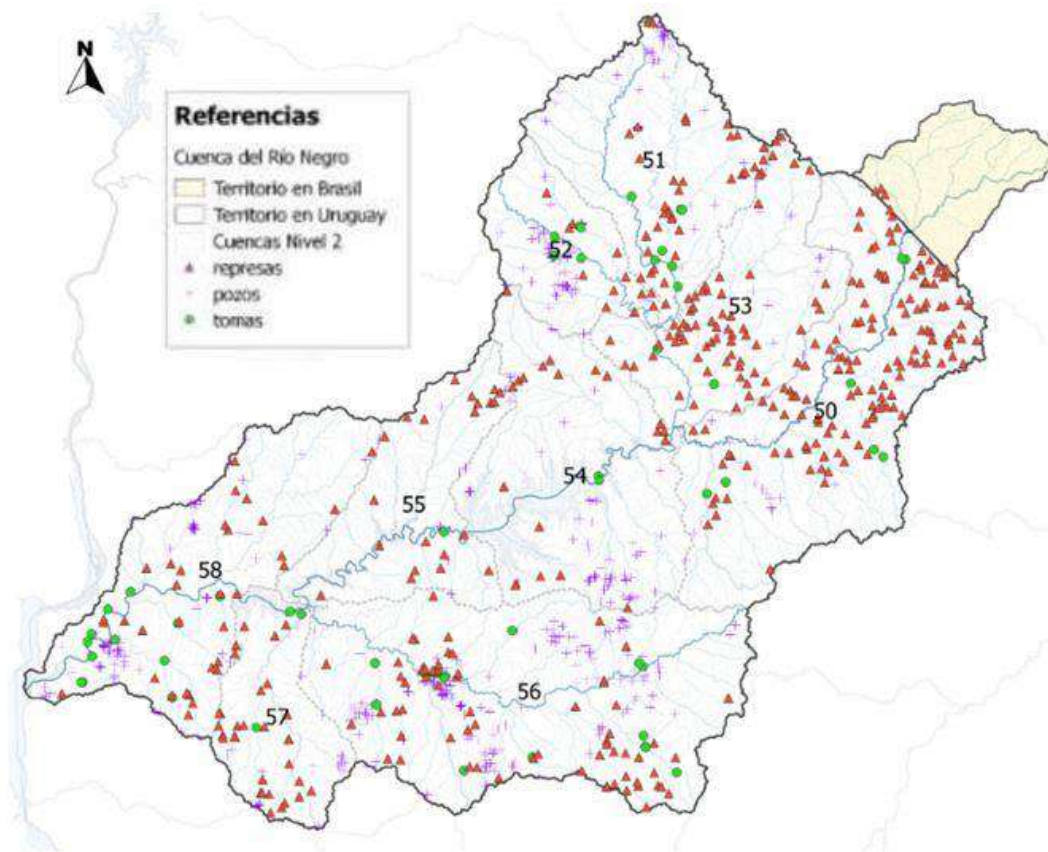 N
Referencias
Cuenca del Río Negro
Territorio en Brasil
Territorio en Uruguay
Cuencas Nivel 2
represas
pozos
tomas
51
52
53
50
54
55
58
56
57